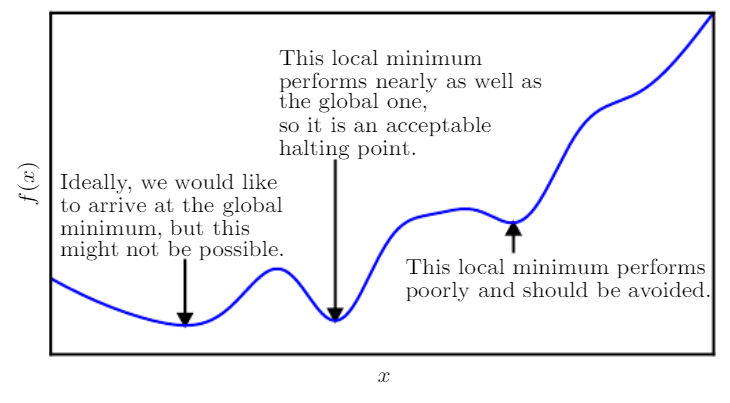 This local minimum
performs nearly as well as
the global one,
so it is an acceptable
halting point.
Ideally, we would like
to arrive at the global
minimum, but this
might not be possible.
This local minimum performs
poorly and should be avoided.
f(x)
x